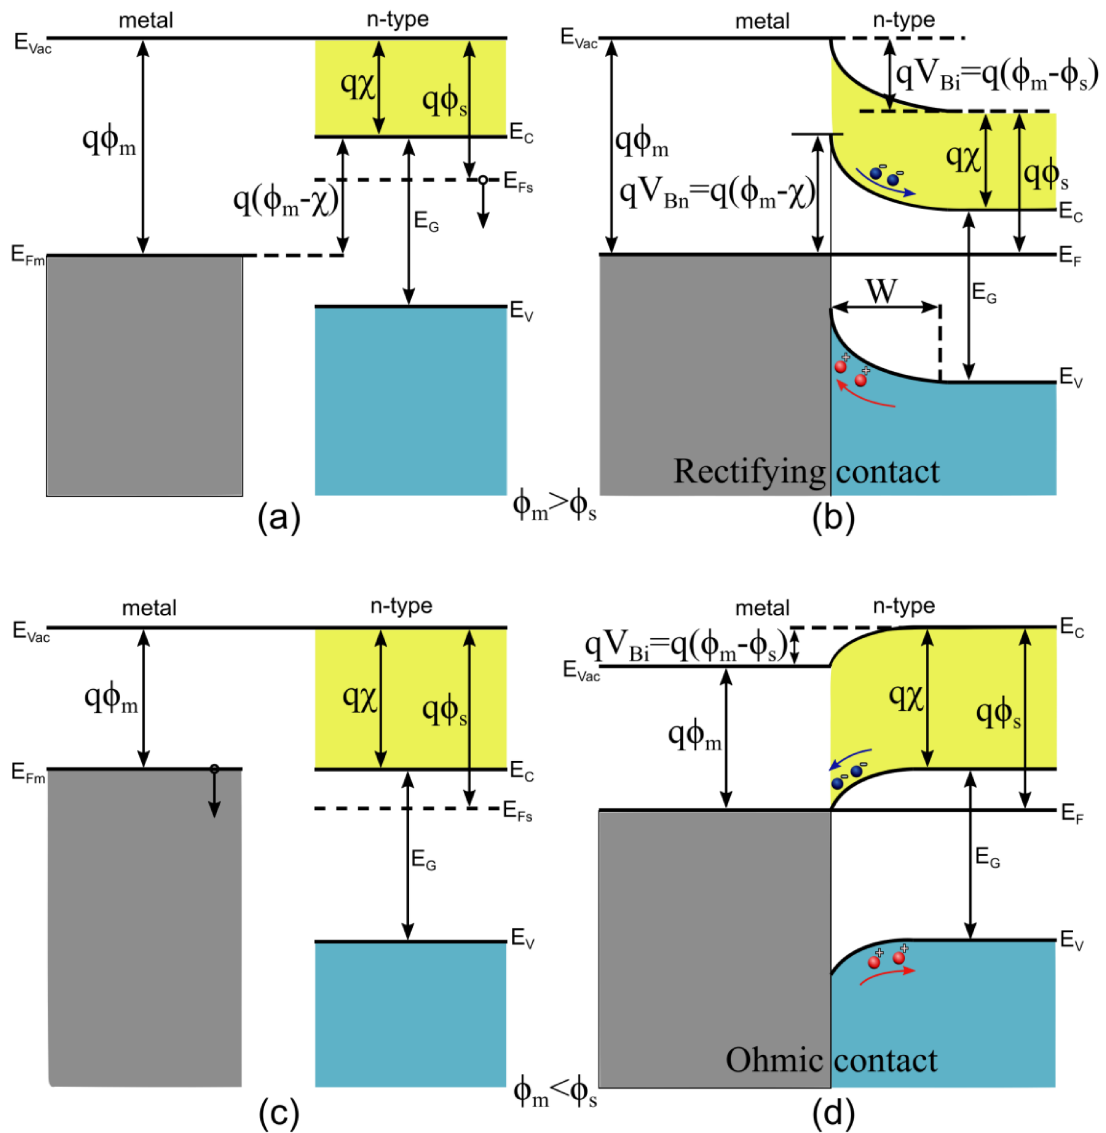 metal n-type
E_Vac
qχ
qϕ_s
qϕ_m
E_C
E_Fs
q(ϕ_m-χ)
E_G
E_Fm
E_V
(a)
ϕ_m>ϕ_s
metal n-type
E_Vac
qV_Bi=q(ϕ_m-ϕ_s)
qϕ_m
qχ
qϕ_s
qV_Bn=q(ϕ_m-χ)
E_C
E_F
W
E_G
E_V
Rectifying contact
(b)
metal n-type
E_Vac
qϕ_m
qχ
qϕ_s
E_Fm
E_C
E_Fs
E_G
E_V
(c)
ϕ_m<ϕ_s
metal n-type
E_C
qV_Bi=q(ϕ_m-ϕ_s)
E_Vac
qχ
qϕ_s
qϕ_m
E_F
E_G
E_V
Ohmic contact
(d)